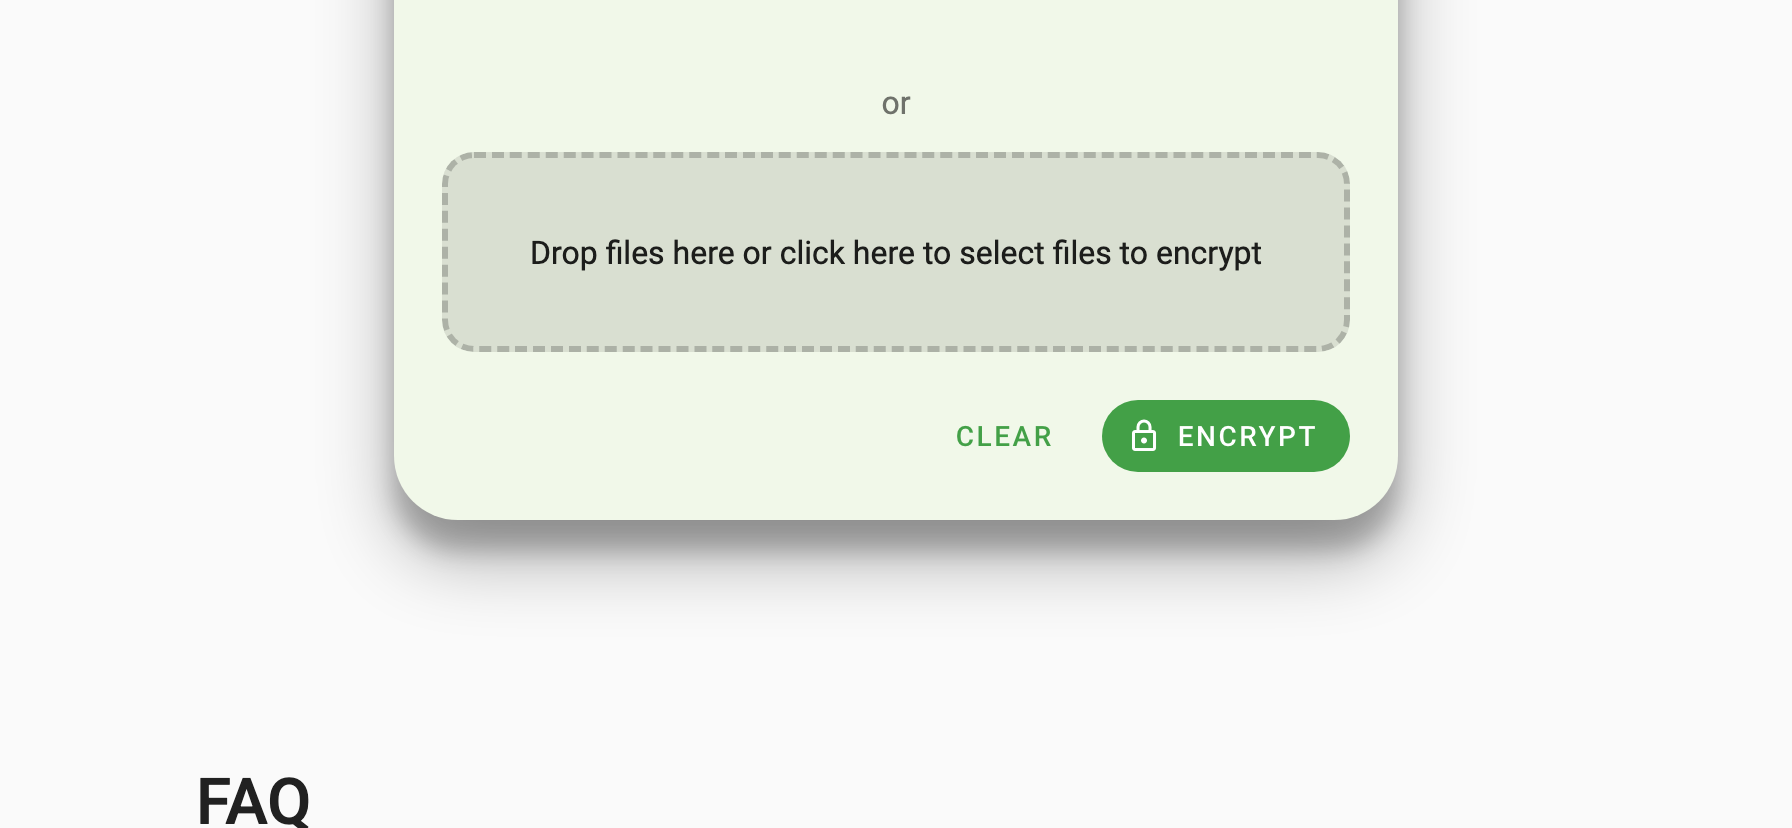 or
Drop files here or click here to select files to encrypt
CLEAR
ENCRYPT
FAQ